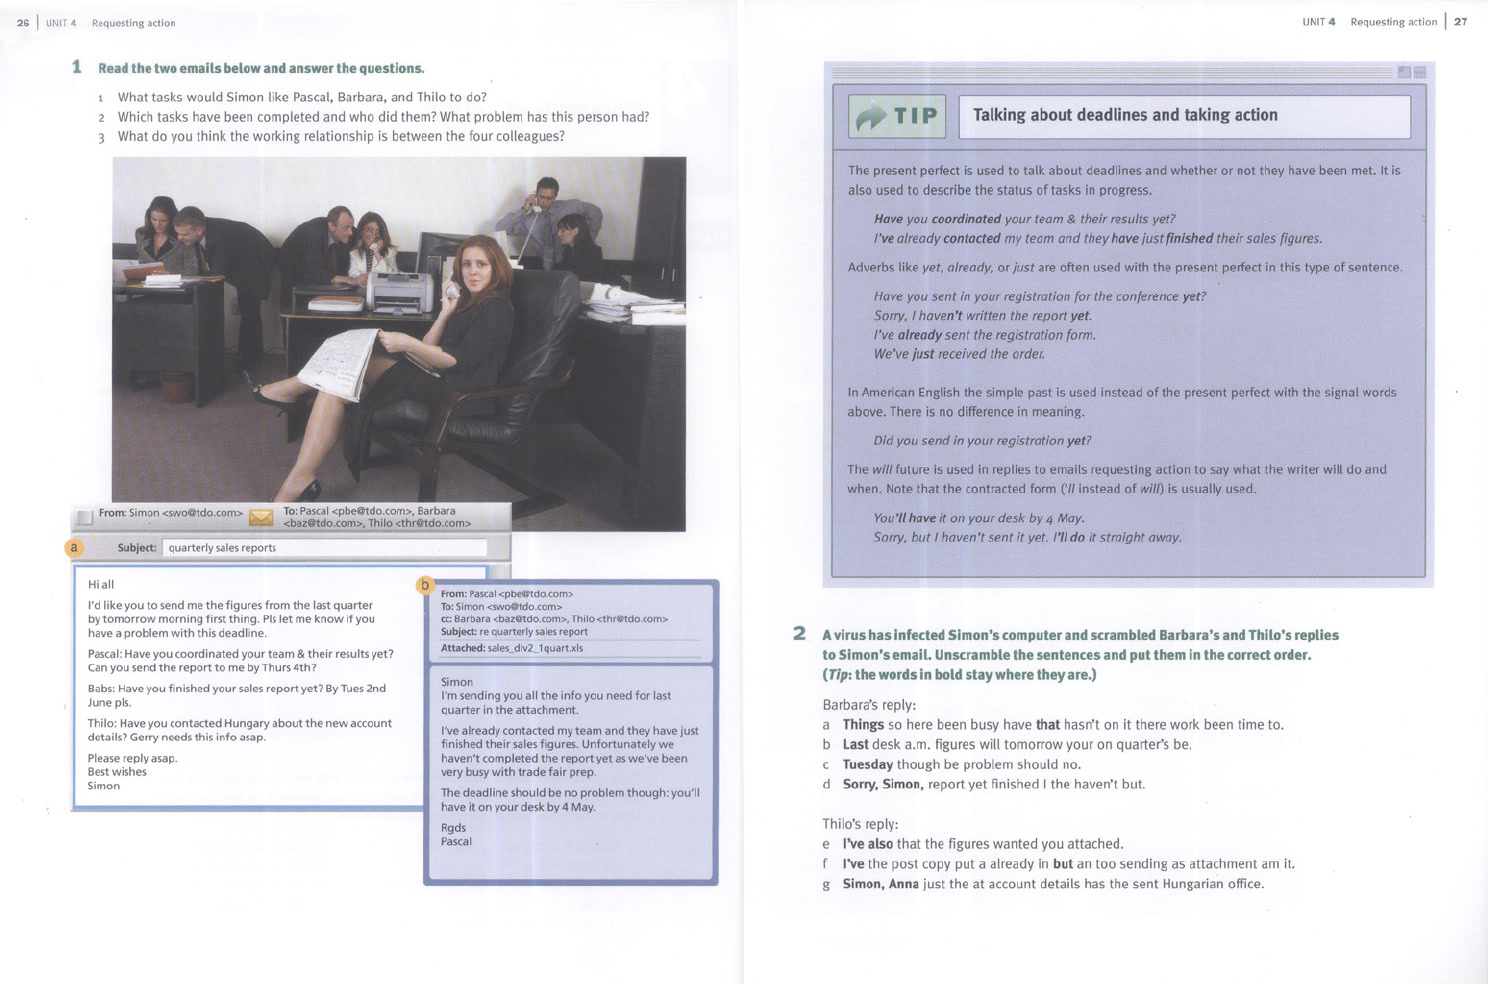 26 | UNIT 4 Requesting action
1 Read the two emails below and answer the questions.
1 What tasks would Simon like Pascal, Barbara, and Thilo to do?
2 Which tasks have been completed and who did them? What problem has this person had?
3 What do you think the working relationship is between the four colleagues?
From: Simon <swo@tdo.com> To: Pascal <pbe@tdo.com>, Barbara
<baz@tdo.com>, Thilo <thr@tdo.com>
a Subject: quarterly sales reports
Hi all
I'd like you to send me the figures from the last quarter
by tomorrow morning first thing. Pls let me know if you
have a problem with this deadline.
Pascal: Have you coordinated your team & their results yet?
Can you send the report to me by Thurs 4th?
Babs: Have you finished your sales report yet? By Tues 2nd
June pls.
Thilo: Have you contacted Hungary about the new account
details? Gerry needs this info asap.
Please reply asap.
Best wishes
Simon
b
From: Pascal <pbe@tdo.com>
To: Simon <swo@tdo.com>
cc: Barbara <baz@tdo.com>, Thilo <thr@tdo.com>
Subject: re quarterly sales report
Attached: sales_div2_1quart.xls
Simon
I'm sending you all the info you need for last
quarter in the attachment.
I've already contacted my team and they have just
finished their sales figures. Unfortunately we
haven't completed the report yet as we've been
very busy with trade fair prep.
The deadline should be no problem though: you'll
have it on your desk by 4 May.
Rgds
Pascal
UNIT 4 Requesting action | 27
TIP Talking about deadlines and taking action
The present perfect is used to talk about deadlines and whether or not they have been met. It is
also used to describe the status of tasks in progress.
Have you coordinated your team & their results yet?
I've already contacted my team and they have just finished their sales figures.
Adverbs like yet, already, or just are often used with the present perfect in this type of sentence.
Have you sent in your registration for the conference yet?
Sorry, I haven't written the report yet.
I've already sent the registration form.
We've just received the order.
In American English the simple past is used instead of the present perfect with the signal words
above. There is no difference in meaning.
Did you send in your registration yet?
The will future is used in replies to emails requesting action to say what the writer will do and
when. Note that the contracted form ('ll instead of will) is usually used.
You'll have it on your desk by 4 May.
Sorry, but I haven't sent it yet. I'll do it straight away.
2 A virus has infected Simon's computer and scrambled Barbara's and Thilo's replies
to Simon's email. Unscramble the sentences and put them in the correct order.
(Tip: the words in bold stay where they are.)
Barbara's reply:
a Things so here been busy have that hasn't on it there work been time to.
b Last desk a.m. figures will tomorrow your on quarter's be.
c Tuesday though be problem should no.
d Sorry, Simon, report yet finished I the haven't but.
Thilo's reply:
e I've also that the figures wanted you attached.
f I've the post copy put a already in but an too sending as attachment am it.
g Simon, Anna just the at account details has the sent Hungarian office.